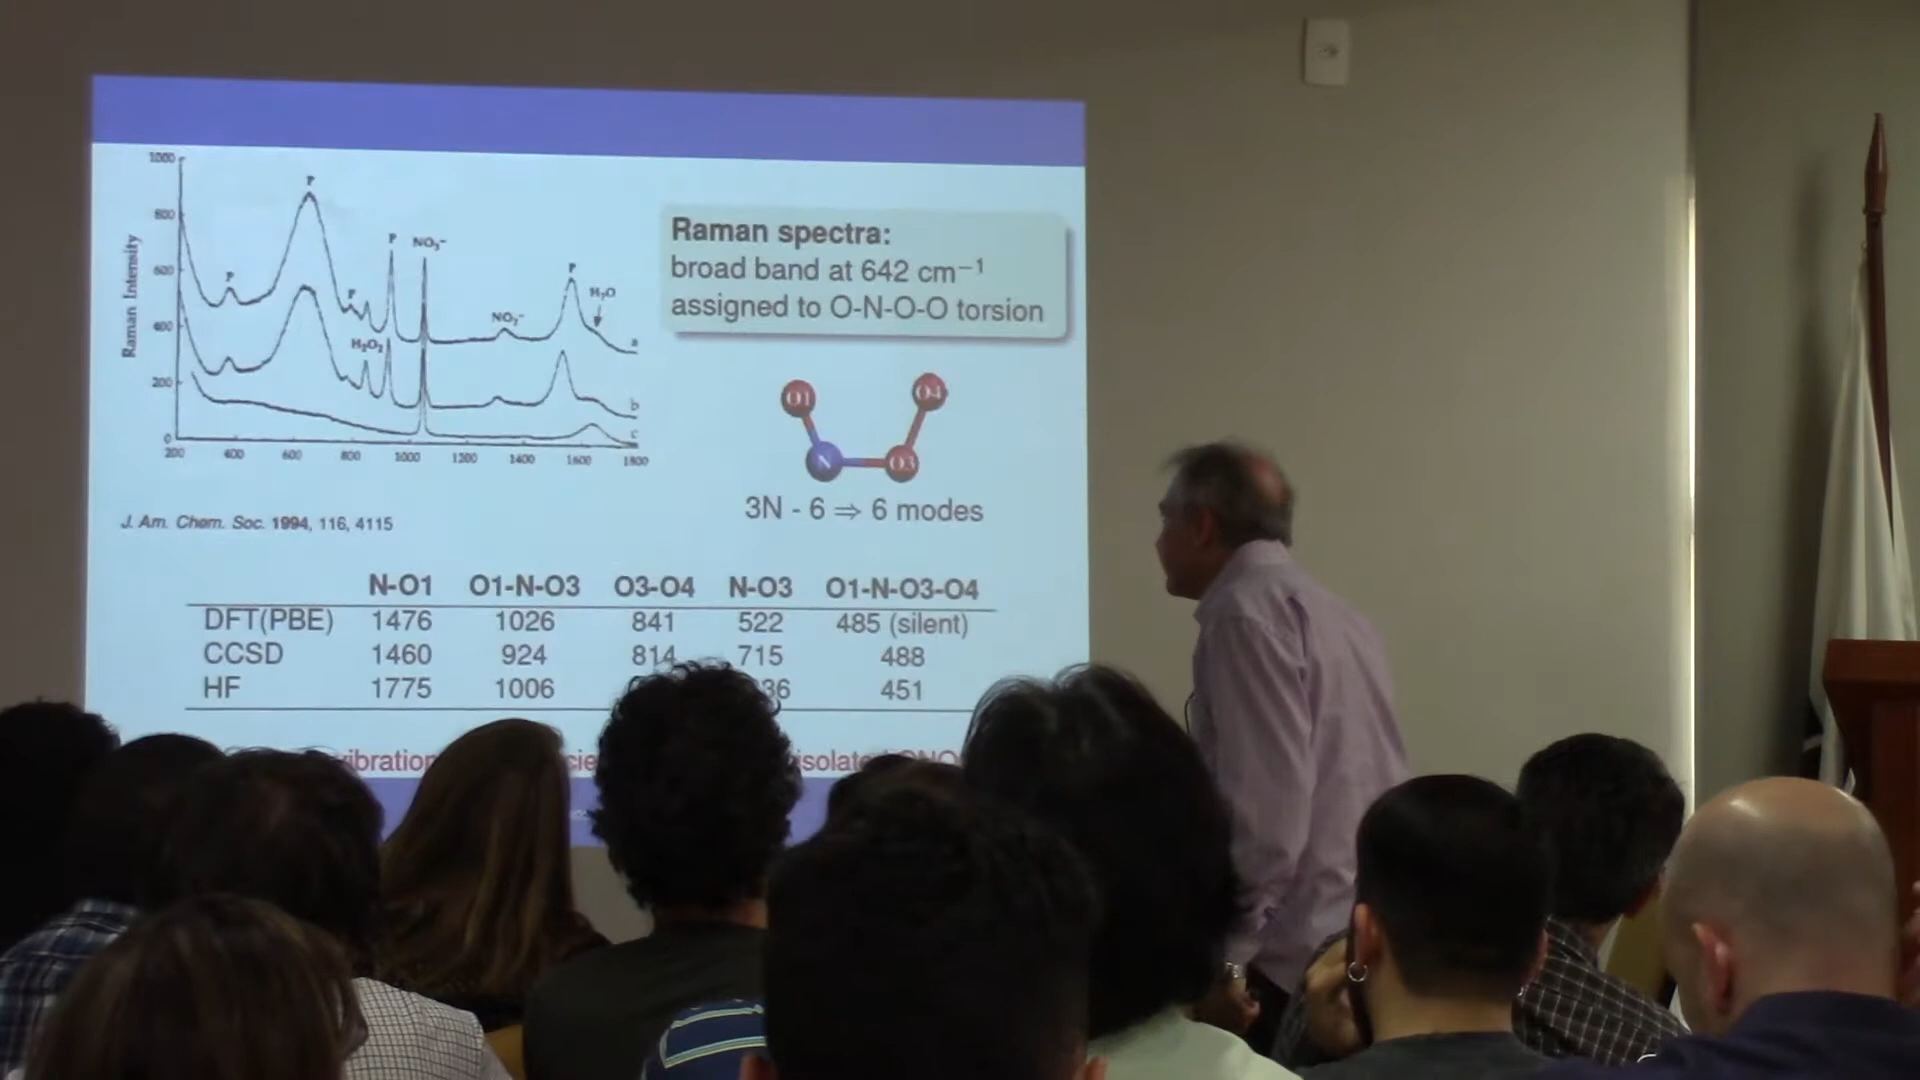 1000
800
600
400
200
0
Raman Intensity
P
P
P
P
NO₃⁻
H₂O₂
NO₃⁻
P
H₂O
a
b
c
200 400 600 800 1000 1200 1400 1600 1800
J. Am. Chem. Soc. 1994, 116, 4115
Raman spectra:
broad band at 642 cm⁻¹
assigned to O-N-O-O torsion
O1 O4
N O3
3N - 6 ⇒ 6 modes
N-O1 O1-N-O3 O3-O4 N-O3 O1-N-O3-O4
DFT(PBE) 1476 1026 841 522 485 (silent)
CCSD 1460 924 814 715 488
HF 1775 1006 451